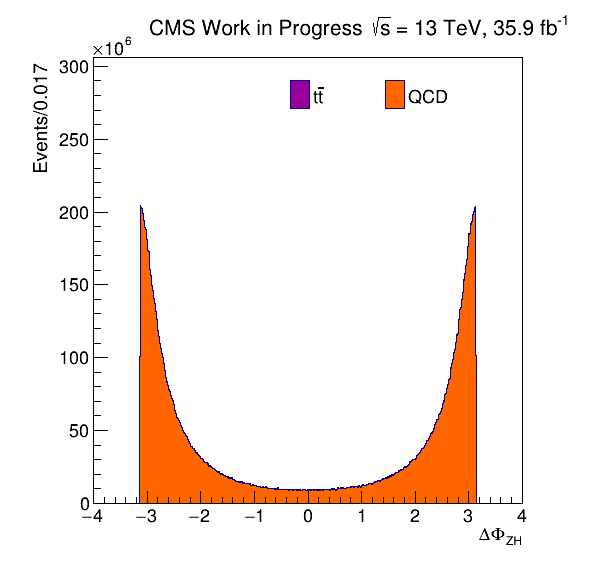 CMS Work in Progress √s = 13 TeV, 35.9 fb⁻¹
×10⁶
Events/0.017
300
250
200
150
100
50
0
tt̄
QCD
−4 −3 −2 −1 0 1 2 3 4
ΔΦ_ZH